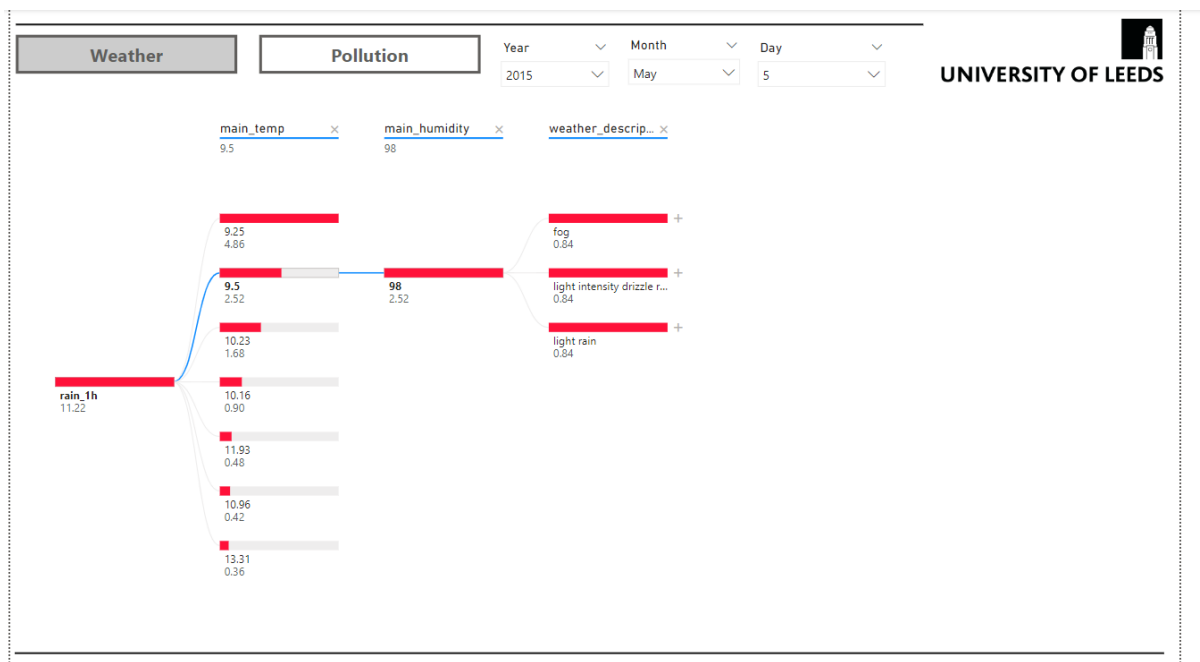 Weather
Pollution
Year
Month
Day
2015
May
5
UNIVERSITY OF LEEDS
main_temp
main_humidity
weather_descrip...
9.5
98
9.25
4.86
9.5
2.52
10.23
1.68
10.16
0.90
11.93
0.48
10.96
0.42
13.31
0.36
98
2.52
fog
0.84
light intensity drizzle r...
0.84
light rain
0.84
rain_1h
11.22